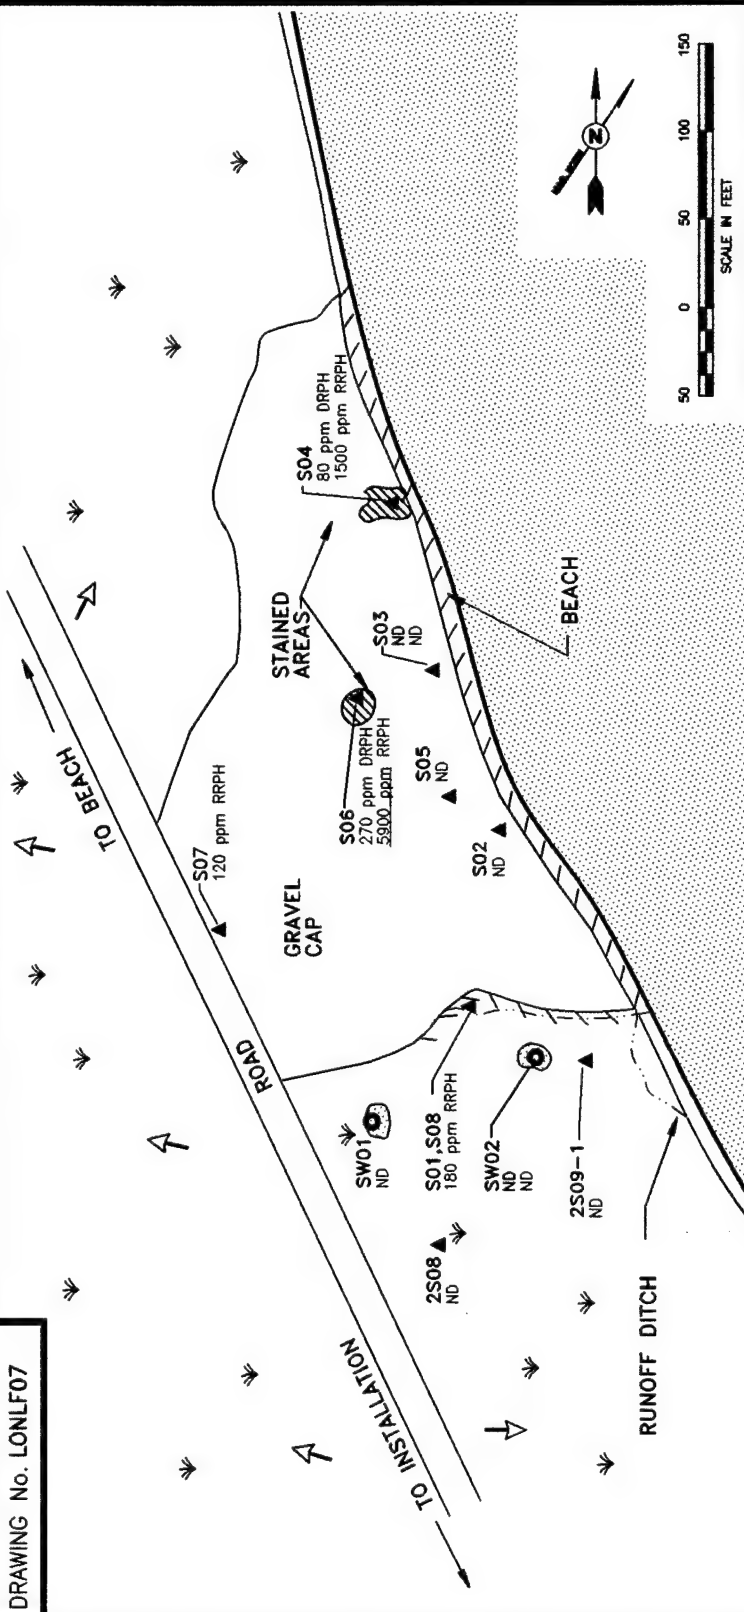 DRAWING No. LONLF07
TO BEACH
ROAD
TO INSTALLATION
S07
120 ppm RRPH
GRAVEL
CAP
STAINED
AREAS
S04
80 ppm DRPH
1500 ppm RRPH
S06
270 ppm DRPH
5900 ppm RRPH
S03
ND
ND
S05
ND
S02
ND
BEACH
SW01
ND
S01,S08
180 ppm RRPH
SW02
ND
ND
2S09-1
ND
2S08
ND
RUNOFF DITCH
N
50 0 50 100 150
SCALE IN FEET